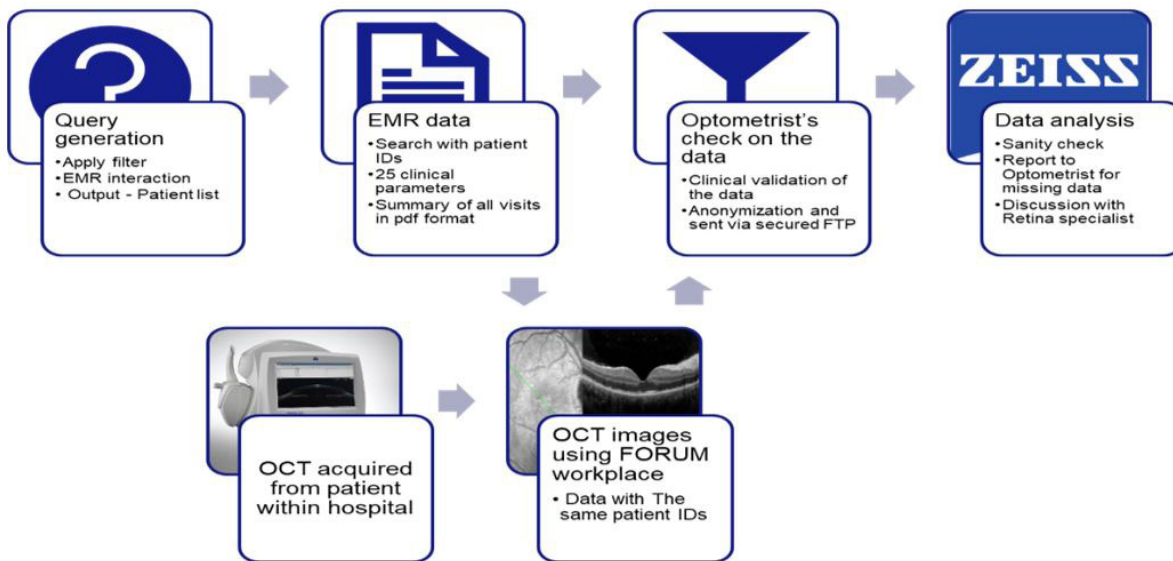 Query
generation
•Apply filter
•EMR interaction
• Output - Patient list
EMR data
•Search with patient
IDs
•25 clinical
parameters
•Summary of all visits
in pdf format
Optometrist's
check on the
data
•Clinical validation of
the data
•Anonymization and
sent via secured FTP
ZEISS
Data analysis
• Sanity check
• Report to
Optometrist for
missing data
•Discussion with
Retina specialist
OCT acquired
from patient
within hospital
OCT images
using FORUM
workplace
• Data with The
same patient IDs